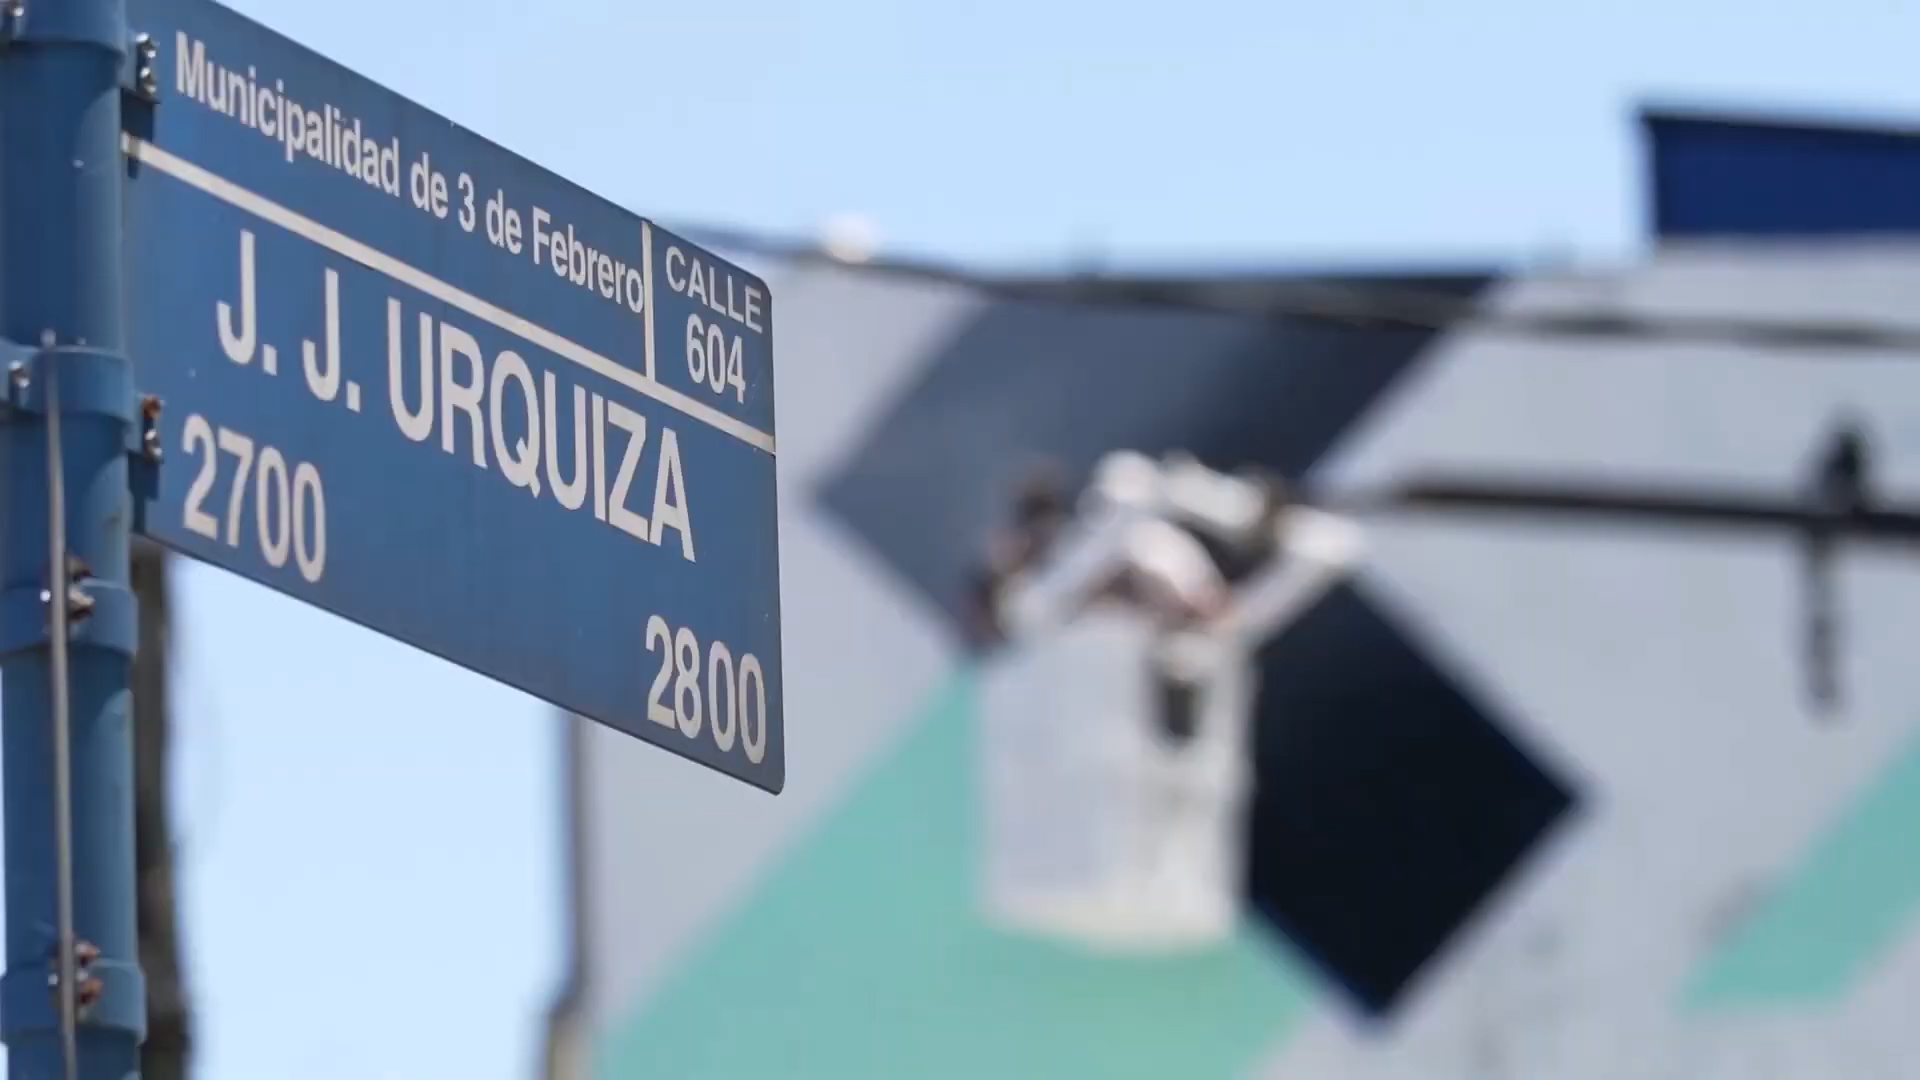 Municipalidad de 3 de Febrero
CALLE
604
J. J. URQUIZA
2700
2800